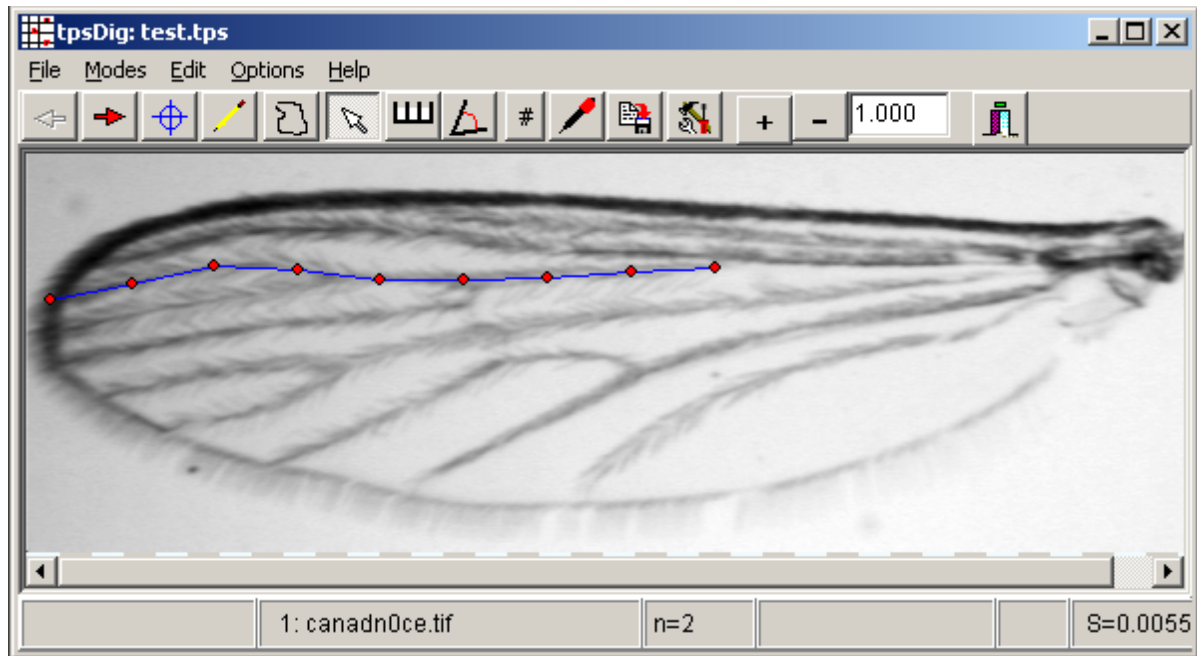 tpsDig: test.tps
File Modes Edit Options Help
# + - 1.000
1: canadn0ce.tif n=2 S=0.0055